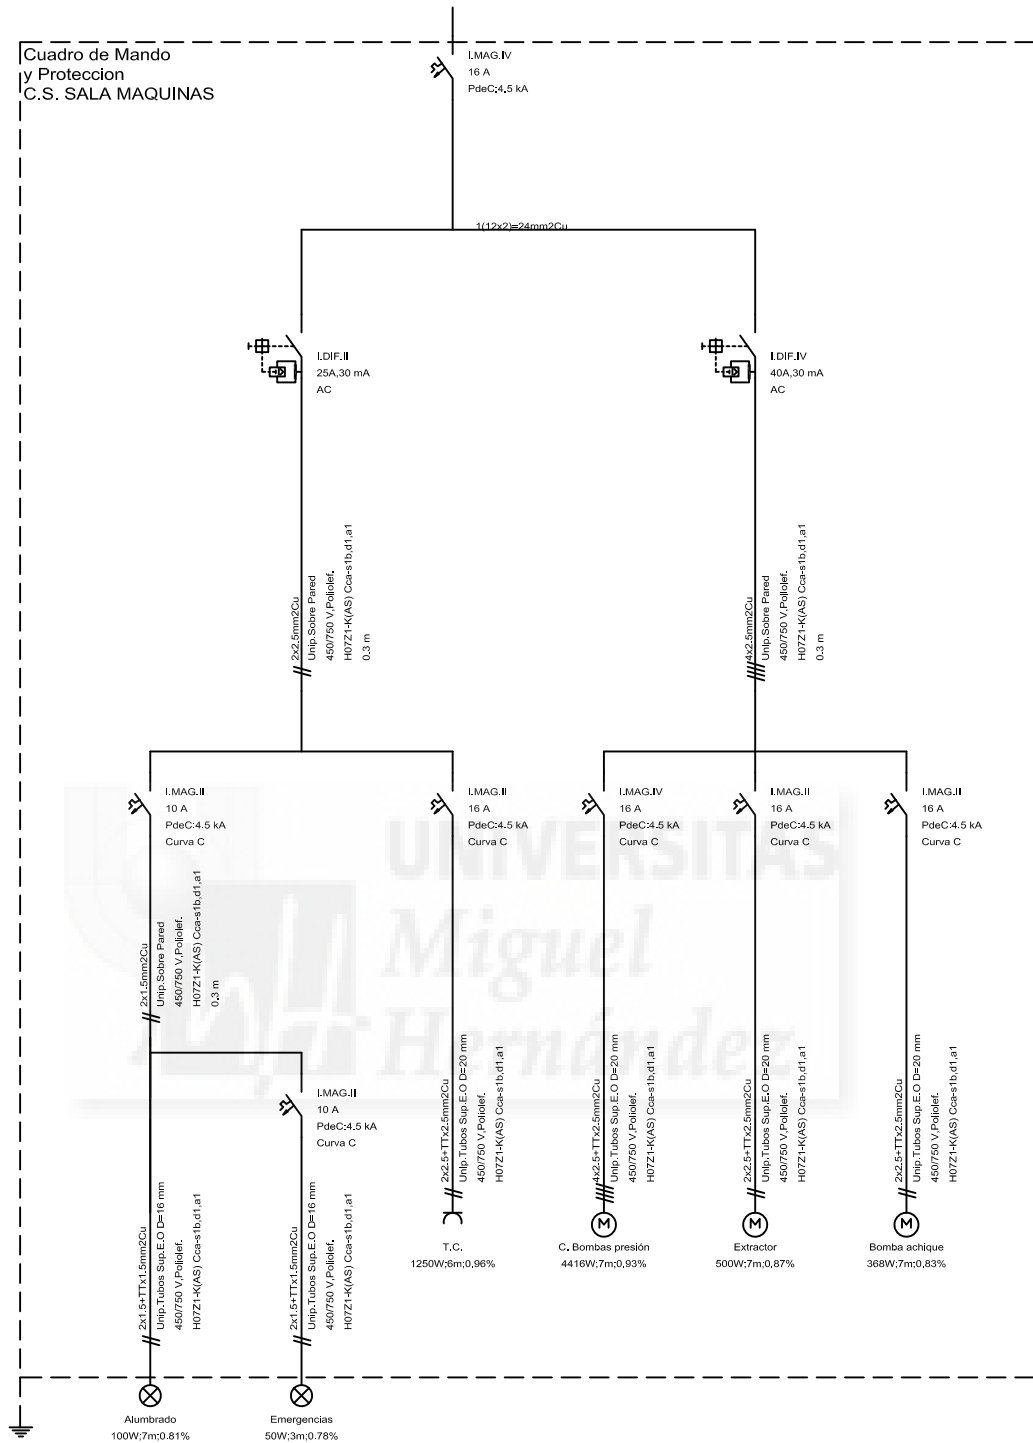 Cuadro de Mando
y Proteccion
C.S. SALA MAQUINAS
I.MAG.IV
16 A
PdeC:4.5 kA
1(12x2)=24mm2Cu
I.DIF.II
25A,30 mA
AC
I.DIF.IV
40A,30 mA
AC
2x2.5mm2Cu
Unip.Sobre Pared
450/750 V,Poliolef.
H07Z1-K(AS) Cca-s1b,d1,a1
0.3 m
4x2.5mm2Cu
Unip.Sobre Pared
450/750 V,Poliolef.
H07Z1-K(AS) Cca-s1b,d1,a1
0.3 m
I.MAG.II
10 A
PdeC:4.5 kA
Curva C
I.MAG.II
16 A
PdeC:4.5 kA
Curva C
I.MAG.IV
16 A
PdeC:4.5 kA
Curva C
I.MAG.II
16 A
PdeC:4.5 kA
Curva C
I.MAG.II
16 A
PdeC:4.5 kA
Curva C
UNIVERSITAS
Miguel
Hernández
2x1.5mm2Cu
Unip.Sobre Pared
450/750 V,Poliolef.
H07Z1-K(AS) Cca-s1b,d1,a1
0.3 m
I.MAG.II
10 A
PdeC:4.5 kA
Curva C
2x2.5+TTx2.5mm2Cu
Unip.Tubos Sup.E.O D=20 mm
450/750 V,Poliolef.
H07Z1-K(AS) Cca-s1b,d1,a1
4x2.5+TTx2.5mm2Cu
Unip.Tubos Sup.E.O D=20 mm
450/750 V,Poliolef.
H07Z1-K(AS) Cca-s1b,d1,a1
2x2.5+TTx2.5mm2Cu
Unip.Tubos Sup.E.O D=20 mm
450/750 V,Poliolef.
H07Z1-K(AS) Cca-s1b,d1,a1
2x2.5+TTx2.5mm2Cu
Unip.Tubos Sup.E.O D=20 mm
450/750 V,Poliolef.
H07Z1-K(AS) Cca-s1b,d1,a1
2x1.5+TTx1.5mm2Cu
Unip.Tubos Sup.E.O D=16 mm
450/750 V,Poliolef.
H07Z1-K(AS) Cca-s1b,d1,a1
2x1.5+TTx1.5mm2Cu
Unip.Tubos Sup.E.O D=16 mm
450/750 V,Poliolef.
H07Z1-K(AS) Cca-s1b,d1,a1
M
M
M
T.C.
1250W;6m;0,96%
C. Bombas presión
4416W;7m;0,93%
Extractor
500W;7m;0,87%
Bomba achique
368W;7m;0,83%
Alumbrado
100W;7m;0.81%
Emergencias
50W;3m;0.78%